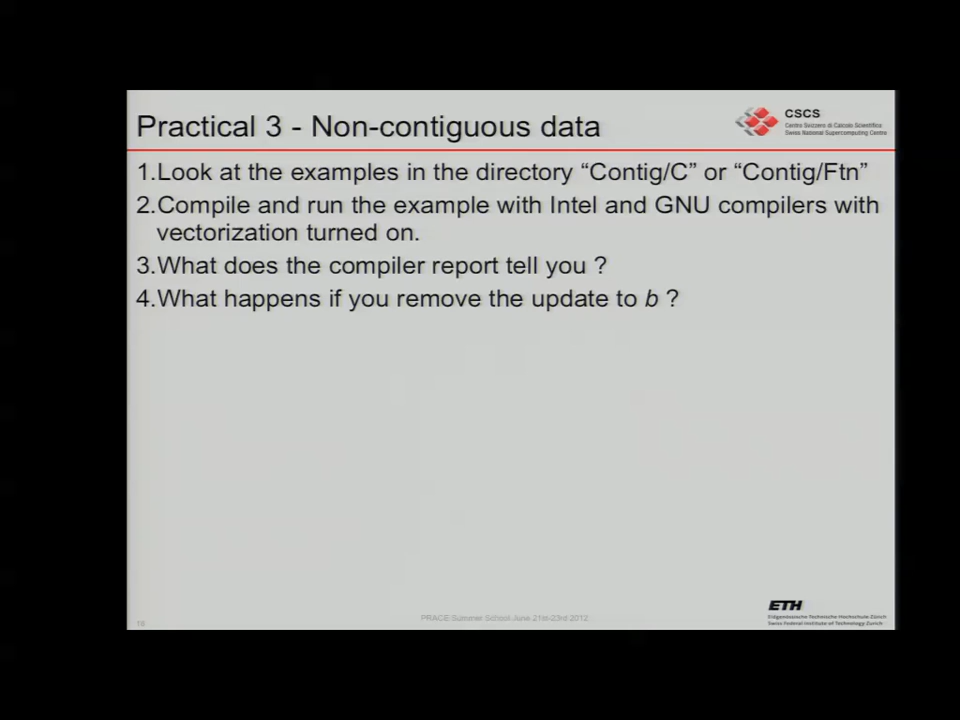 Practical 3 - Non-contiguous data
CSCS
Centro Svizzero di Calcolo Scientifico
Swiss National Supercomputing Centre
1.Look at the examples in the directory “Contig/C” or “Contig/Ftn”
2.Compile and run the example with Intel and GNU compilers with
vectorization turned on.
3.What does the compiler report tell you ?
4.What happens if you remove the update to b ?
PRACE Summer School June 21st-23rd 2012
ETH
Eidgenössische Technische Hochschule Zürich
Swiss Federal Institute of Technology Zurich